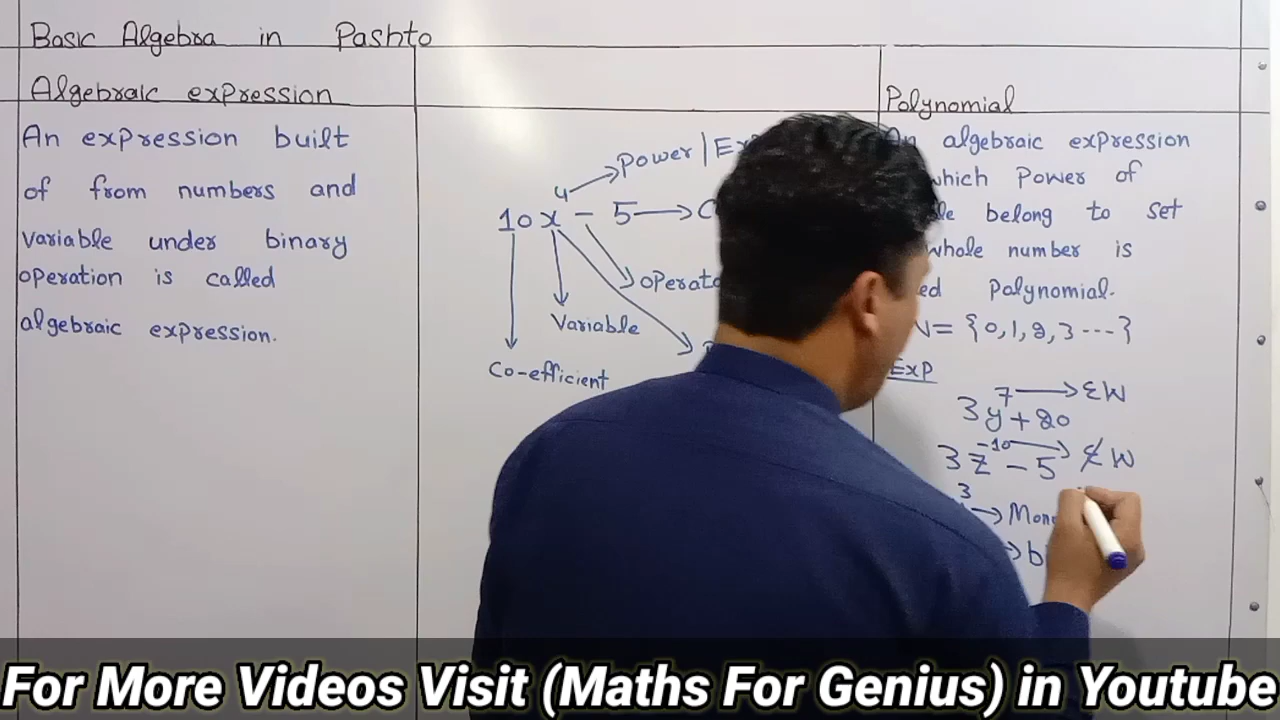 Basic Algebra in Pashto
Algebraic expression
An expression built
of from numbers and
variable under binary
operation is called
algebraic expression.
4 → Power |
10 x - 5 →
Variable
Co-efficient
Polynomial
algebraic expression
which Power of
belong to set
whole number is
Polynomial.
= {0,1,2,3 ---}
Exp
7 → ∈W
3y + 20
-10 →
3z - 5 ∉ W
3
→
→
For More Videos Visit (Maths For Genius) in Youtube